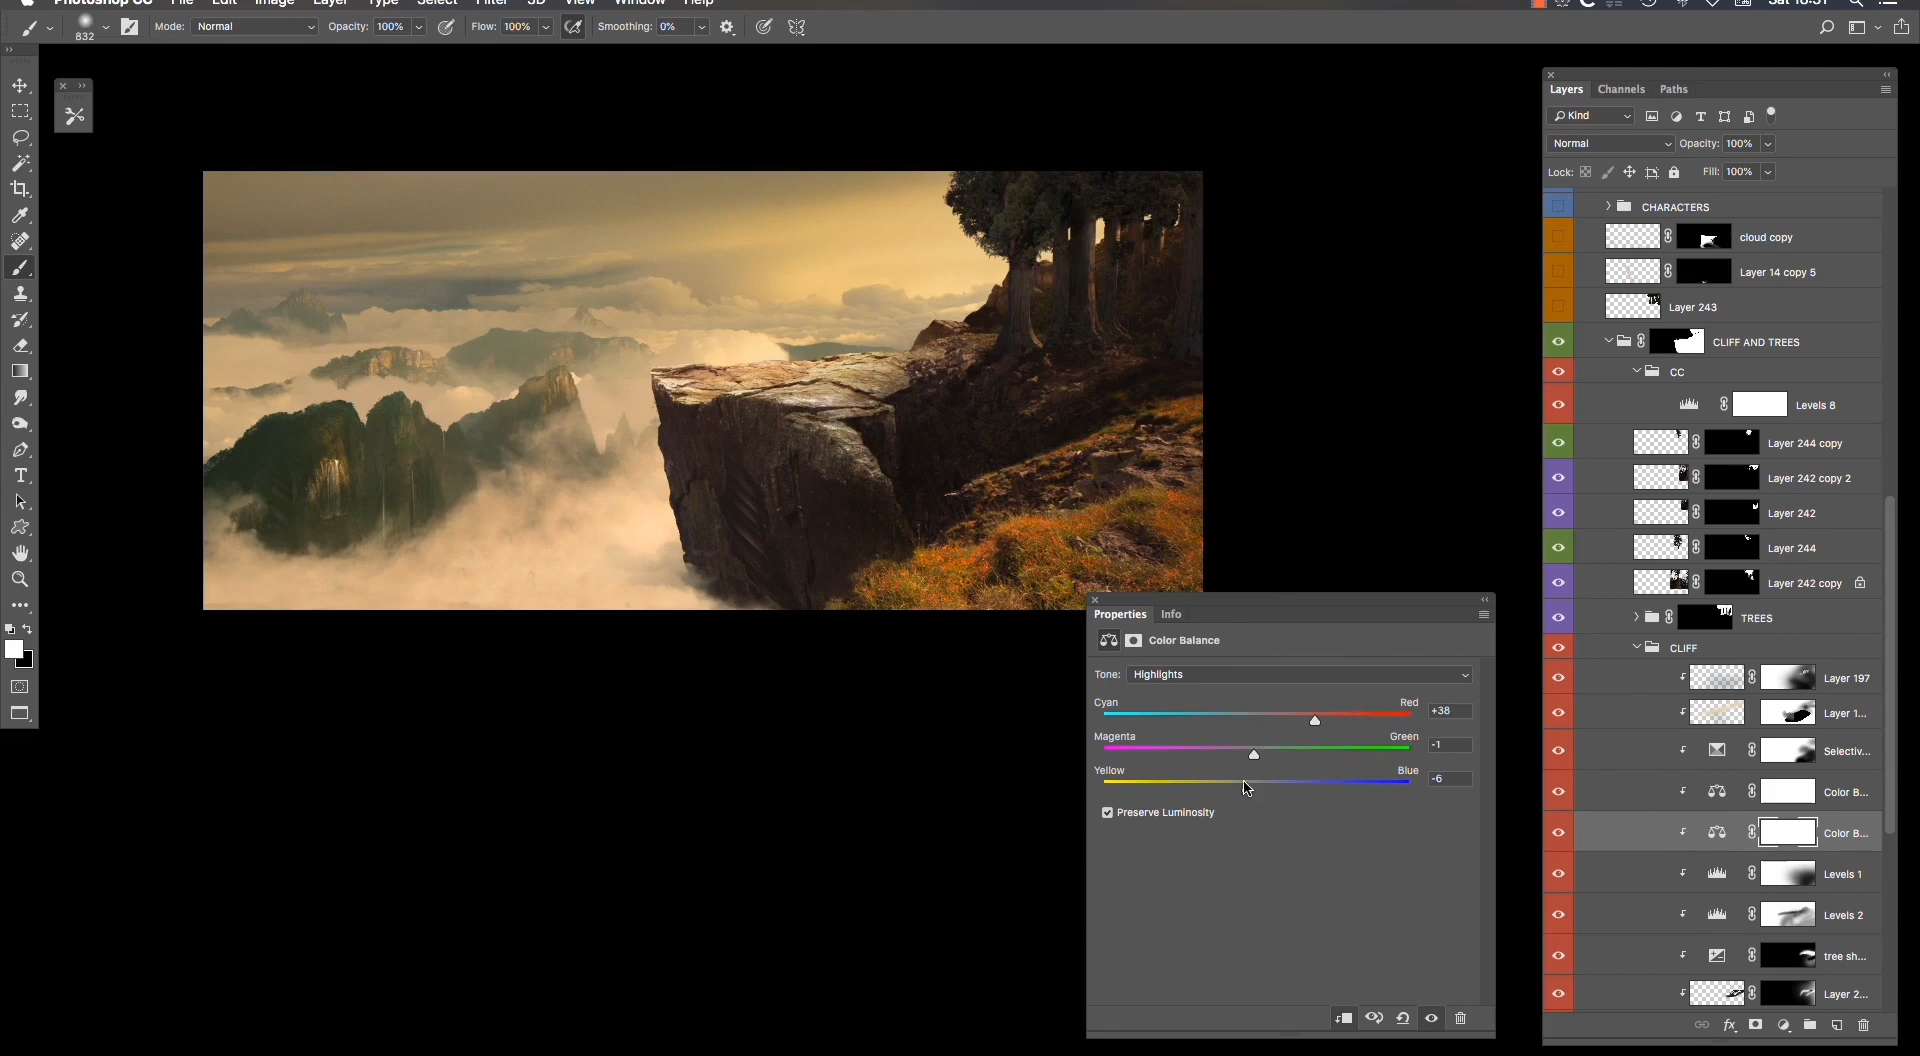 Photoshop CC File Edit Image Layer Type Select Filter 3D View Window Help Sat 18:51
832 Mode: Normal Opacity: 100% Flow: 100% Smoothing: 0%
Layers Channels Paths
Kind
Normal Opacity: 100%
Lock: Fill: 100%
CHARACTERS
cloud copy
Layer 14 copy 5
Layer 243
CLIFF AND TREES
CC
Levels 8
Layer 244 copy
Layer 242 copy 2
Layer 242
Layer 244
Layer 242 copy
TREES
CLIFF
Layer 197
Layer 1...
Selectiv...
Color B...
Color B...
Levels 1
Levels 2
tree sh...
Layer 2...
fx
Properties Info
Color Balance
Tone: Highlights
Cyan Red +38
Magenta Green -1
Yellow Blue -6
Preserve Luminosity